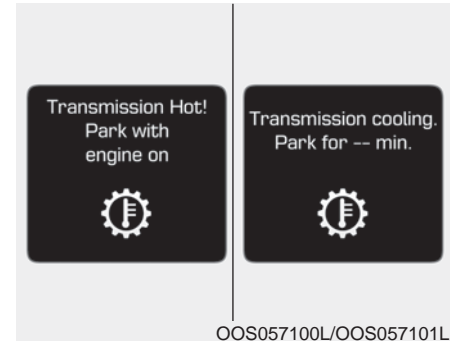 Transmission Hot!
Park with
engine on
Transmission cooling.
Park for -- min.
OOS057100L/OOS057101L